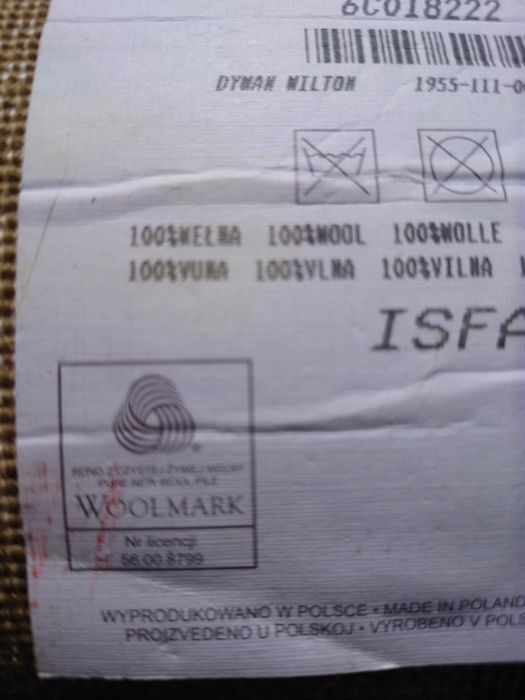 6C018222
DYWAN WILTON 1955-111-0
100%WEŁNA 100%WOOL 100%WOLLE
100%VUNA 100%VLNA 100%VILNA
ISFA
RUNO Z CZYSTEJ ŻYWEJ WEŁNY
PURE NEW WOOL PILE
WOOLMARK
Nr licencji
56 00 8799
WYPRODUKOWANO W POLSCE • MADE IN POLAND
PROIZVEDENO U POLSKOJ • VYROBENO V POLS